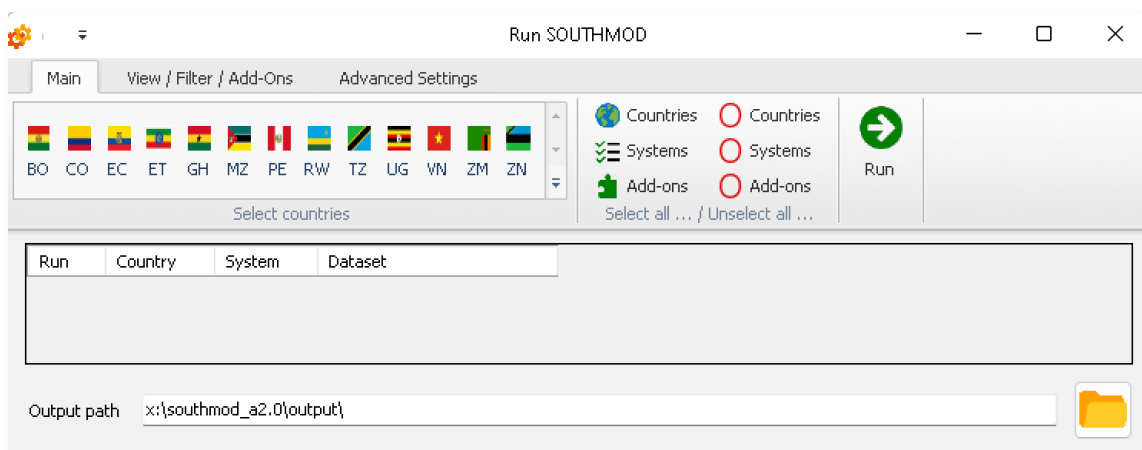 Run SOUTHMOD
Main View / Filter / Add-Ons Advanced Settings
BO CO EC ET GH MZ PE RW TZ UG VN ZM ZN
Select countries
Countries Countries
Systems Systems
Add-ons Add-ons
Select all ... / Unselect all ...
Run
Run Country System Dataset
Output path x:\southmod_a2.0\output\